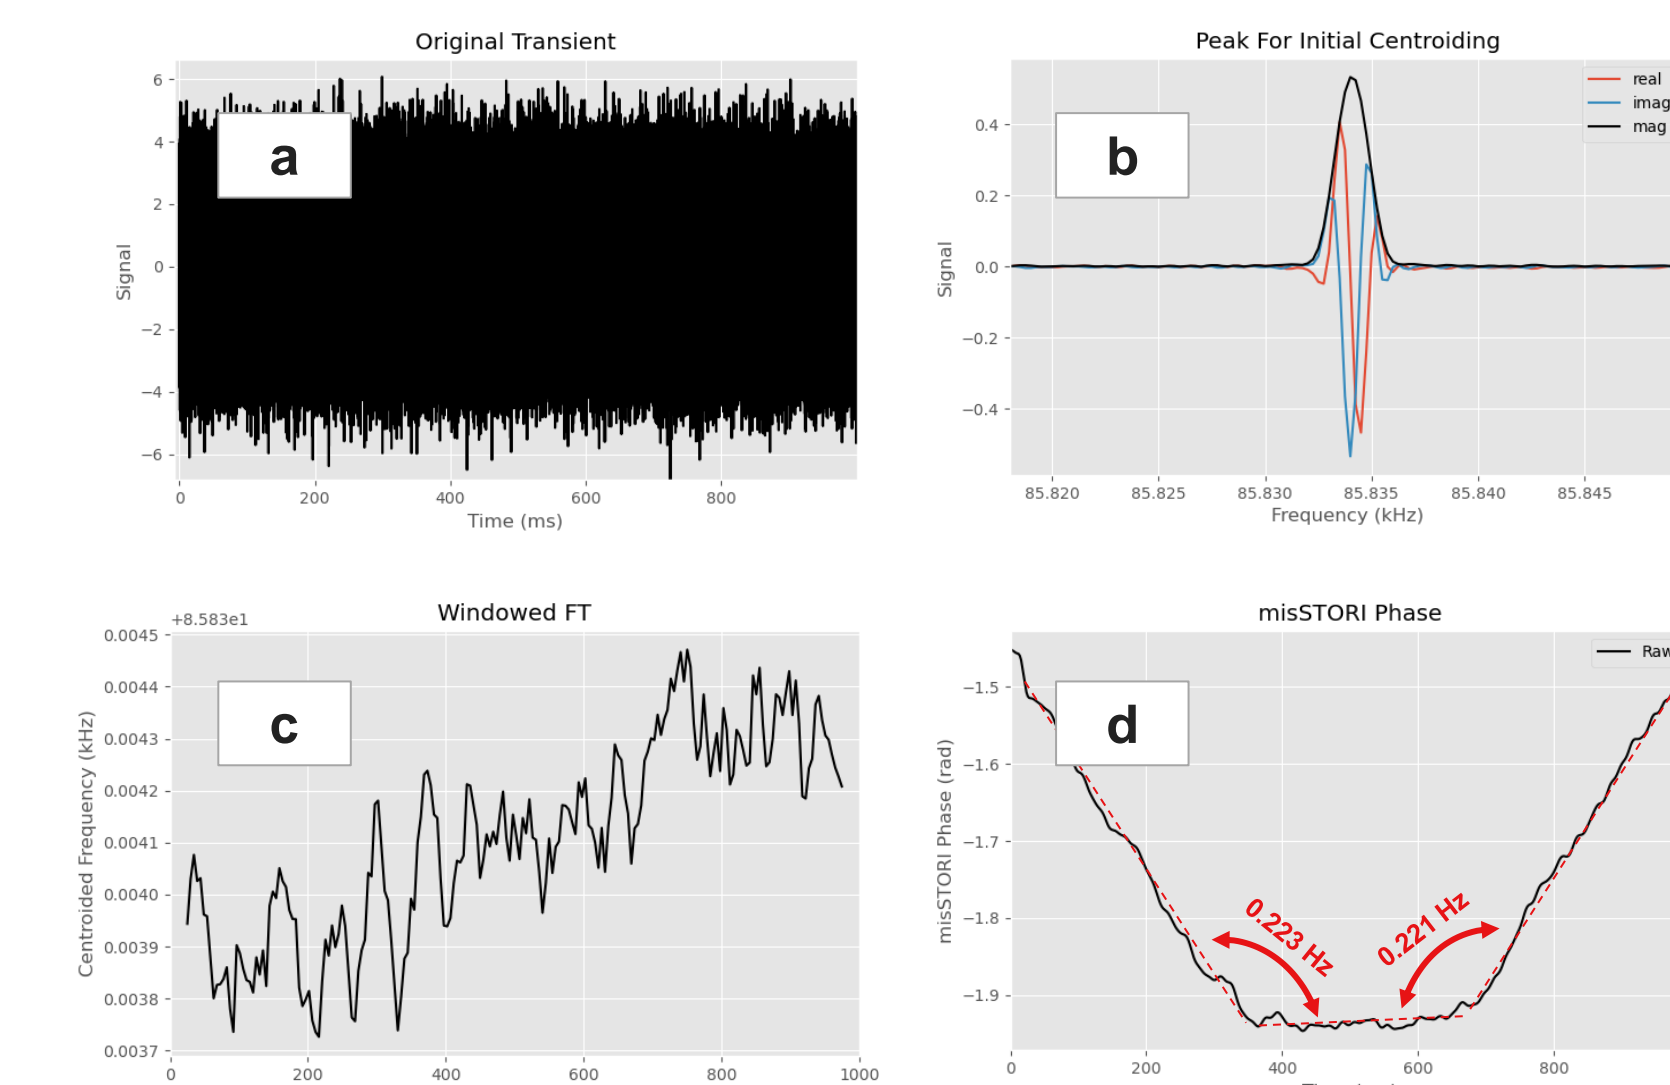 Original Transient
6
4
2
0
−2
−4
−6
Signal
a
0 200 400 600 800
Time (ms)
Peak For Initial Centroiding
real
imag
mag
0.4
0.2
0.0
−0.2
−0.4
Signal
b
85.820 85.825 85.830 85.835 85.840 85.845
Frequency (kHz)
Windowed FT
+8.583e1
0.0045
0.0044
0.0043
0.0042
0.0041
0.0040
0.0039
0.0038
0.0037
Centroided Frequency (kHz)
c
0 200 400 600 800 1000
misSTORI Phase
Raw
−1.5
−1.6
−1.7
−1.8
−1.9
misSTORI Phase (rad)
d
0.223 Hz
0.221 Hz
0 200 400 600 800